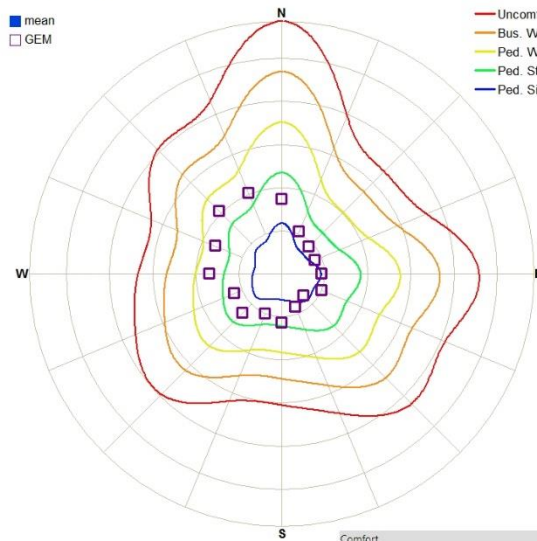 N
mean
GEM
Uncomf
Bus. W
Ped. W
Ped. St
Ped. Si
W
S
Comfort